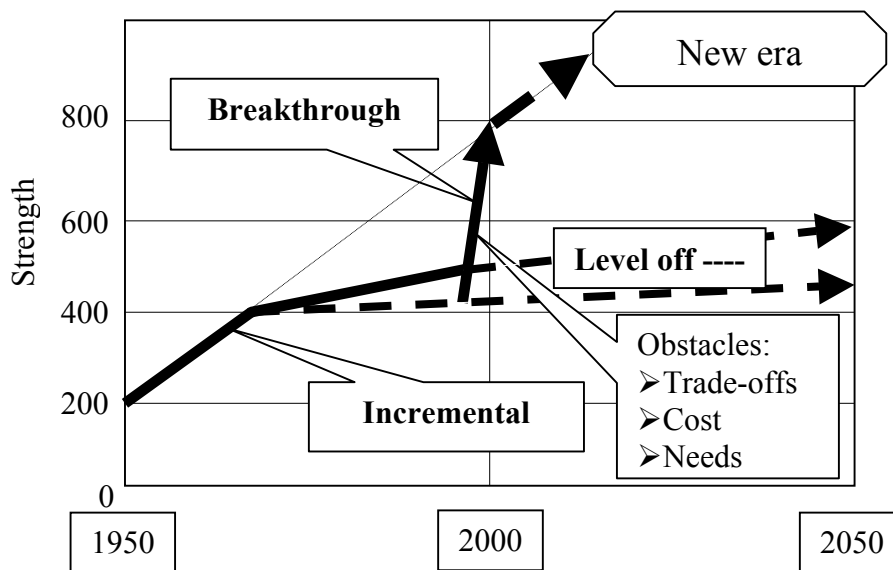 New era
Breakthrough
800
600
400
200
0
Strength
Level off ----
Obstacles:
➢Trade-offs
➢Cost
➢Needs
Incremental
1950
2000
2050